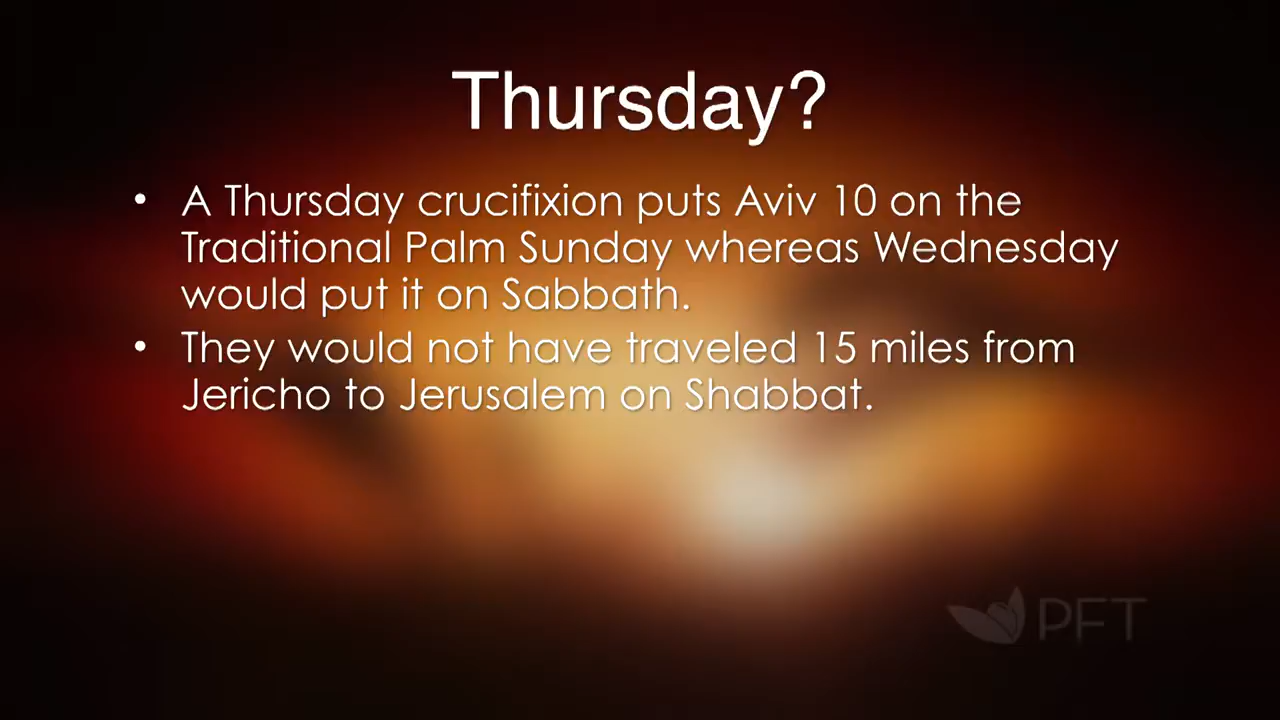 Thursday?
• A Thursday crucifixion puts Aviv 10 on the
Traditional Palm Sunday whereas Wednesday
would put it on Sabbath.
• They would not have traveled 15 miles from
Jericho to Jerusalem on Shabbat.
PFT